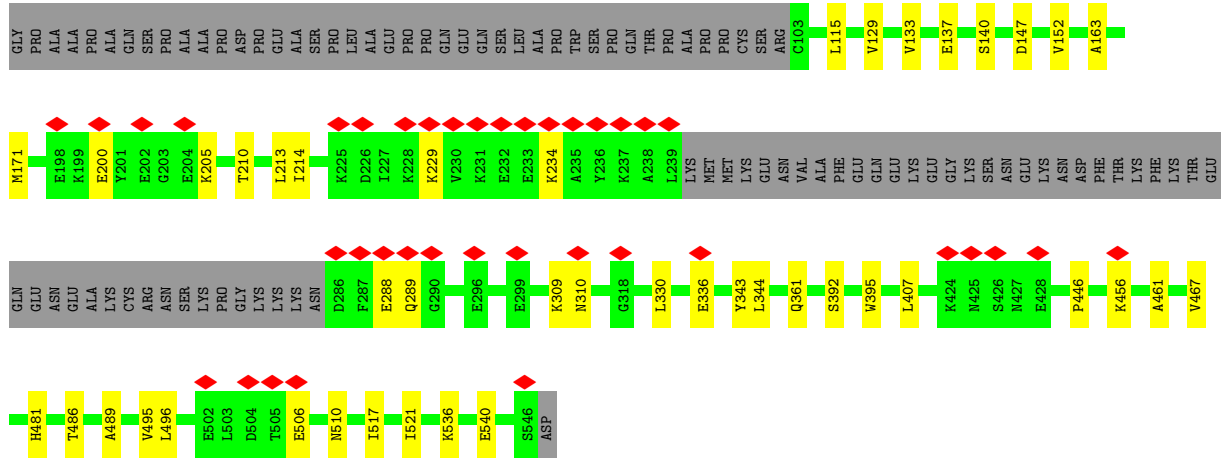 GLY PRO ALA ALA PRO ALA GLN SER PRO ALA ALA PRO ASP PRO GLU ALA SER PRO LEU ALA GLU PRO PRO GLN GLU GLN SER LEU ALA PRO TRP SER PRO GLN THR PRO ALA PRO PRO CYS SER ARG C103 L115 V129 V133 E137 S140 D147 V152 A163
M171 E198 K199 E200 Y201 E202 G203 E204 K205 T210 L213 I214 K225 D226 I227 K228 K229 V230 K231 E232 E233 K234 A235 Y236 K237 A238 L239 LYS MET MET LYS GLU ASN VAL ALA PHE GLU GLN GLU LYS GLU GLY LYS SER ASN GLU LYS ASN ASP PHE THR LYS PHE LYS THR GLU
GLN GLU ASN GLU ALA LYS CYS ARG ASN SER LYS PRO GLY LYS LYS LYS ASN D286 F287 E288 Q289 G290 E296 E299 K309 N310 G318 L330 E336 Y343 L344 Q361 S392 W395 L407 K424 N425 S426 N427 E428 P446 K456 A461 V467
H481 T486 A489 V495 L496 E502 L503 D504 T505 E506 N510 I517 I521 K536 E540 S546 ASP